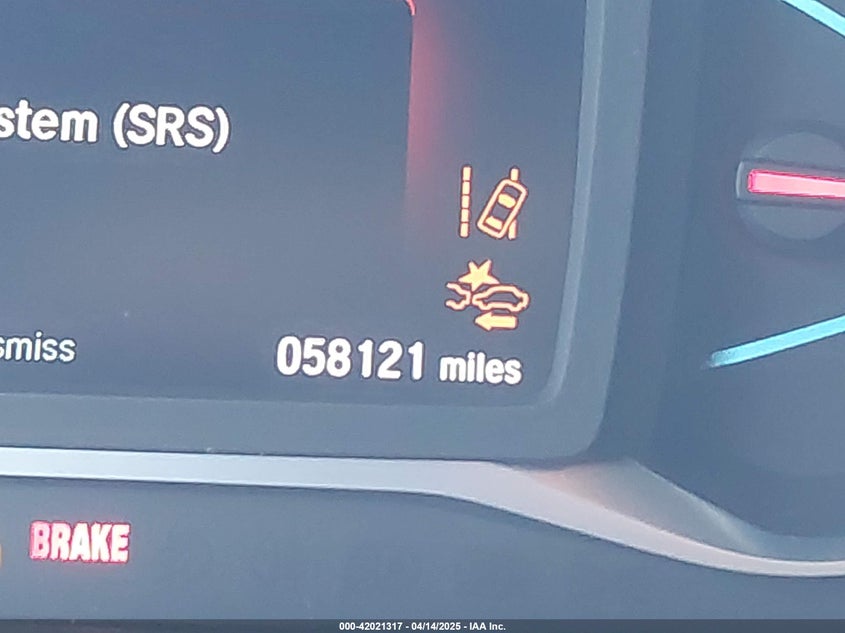 stem (SRS)
smiss
058121 miles
BRAKE
000-42021317 - 04/14/2025 - IAA Inc.